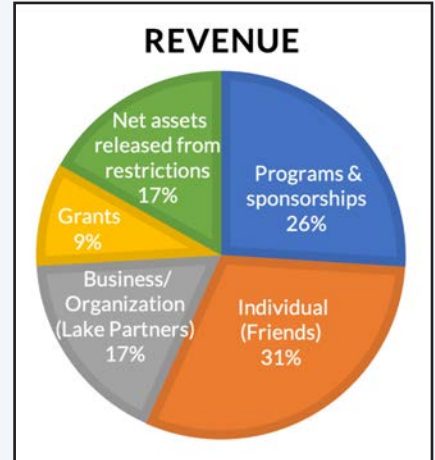 REVENUE
Net assets
released from
restrictions
17%
Programs &
sponsorships
26%
Grants
9%
Business/
Organization
(Lake Partners)
17%
Individual
(Friends)
31%